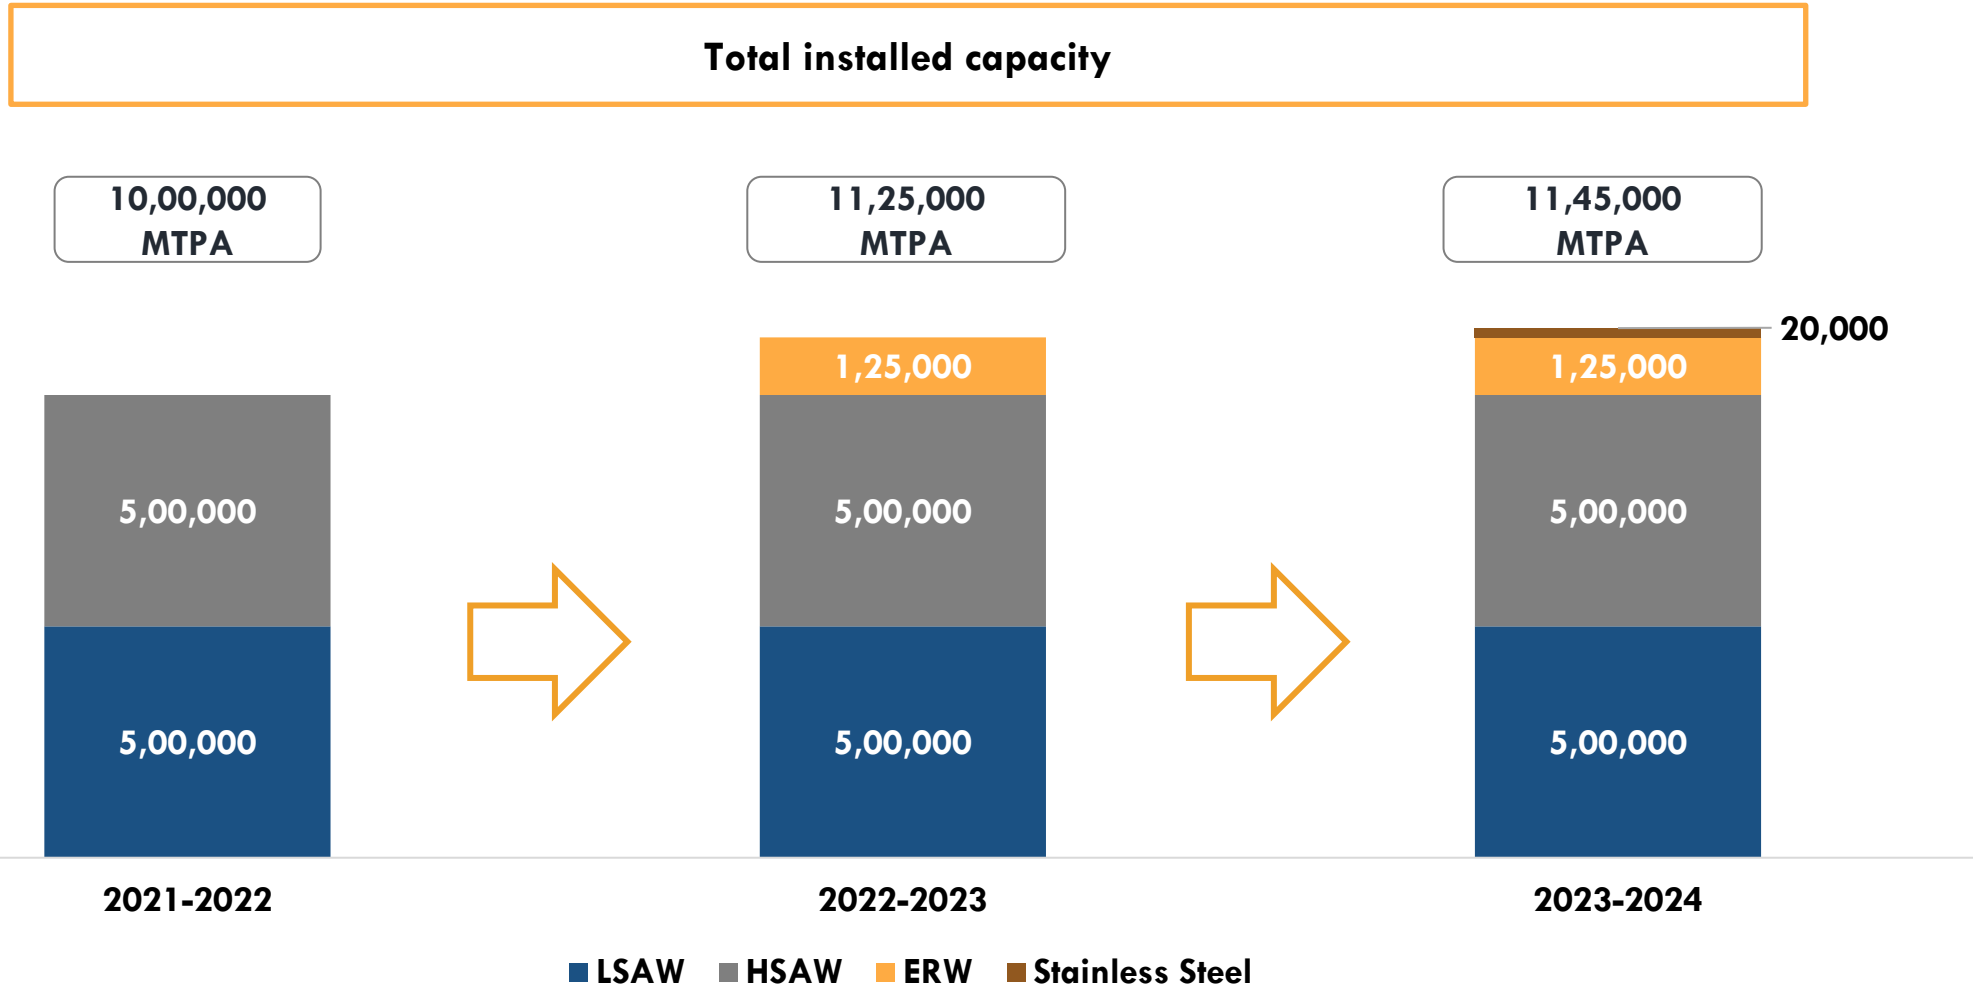 Total installed capacity
10,00,000
MTPA
11,25,000
MTPA
11,45,000
MTPA
20,000
1,25,000
1,25,000
5,00,000
5,00,000
5,00,000
5,00,000
5,00,000
5,00,000
2021-2022
2022-2023
2023-2024
LSAW
HSAW
ERW
Stainless Steel